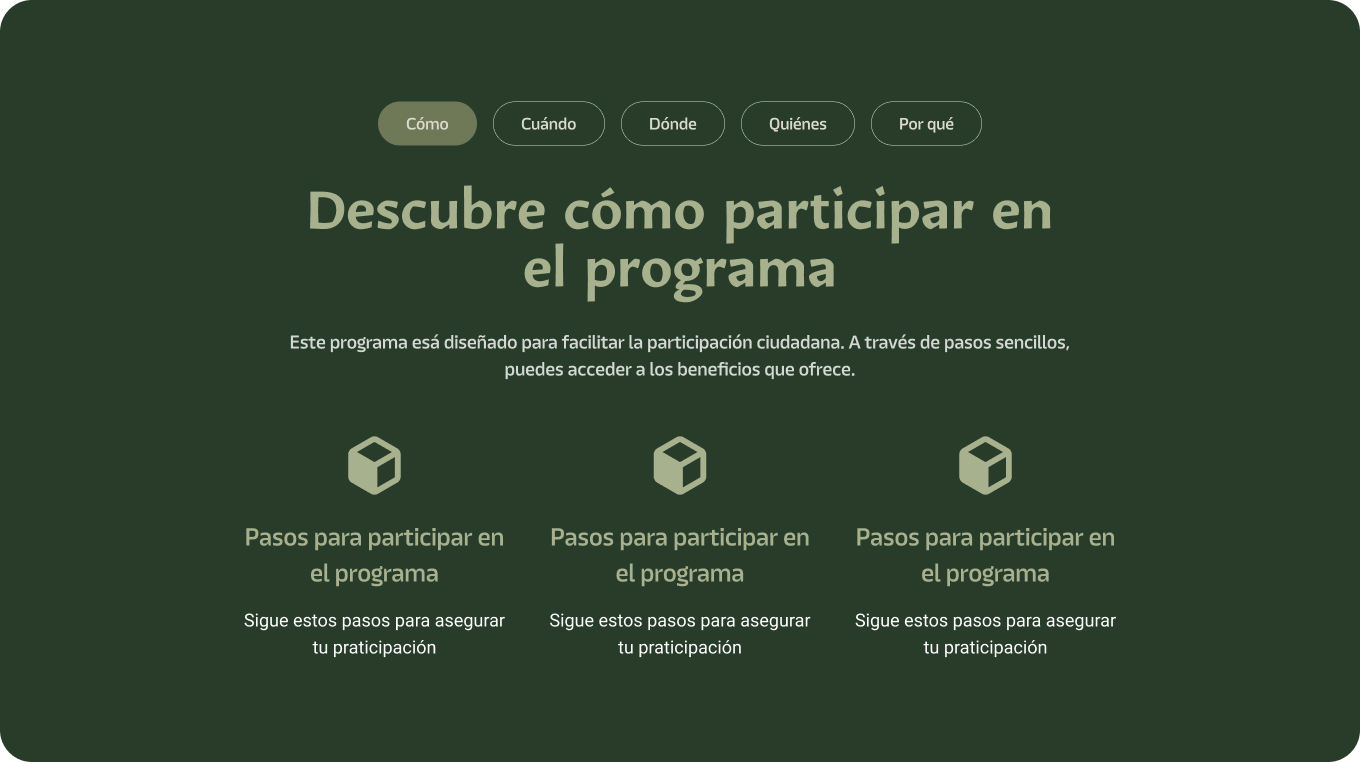 Cómo
Cuándo
Dónde
Quiénes
Por qué
Descubre cómo participar en
el programa
Este programa esá diseñado para facilitar la participación ciudadana. A través de pasos sencillos,
puedes acceder a los beneficios que ofrece.
Pasos para participar en
el programa
Sigue estos pasos para asegurar
tu praticipación
Pasos para participar en
el programa
Sigue estos pasos para asegurar
tu praticipación
Pasos para participar en
el programa
Sigue estos pasos para asegurar
tu praticipación